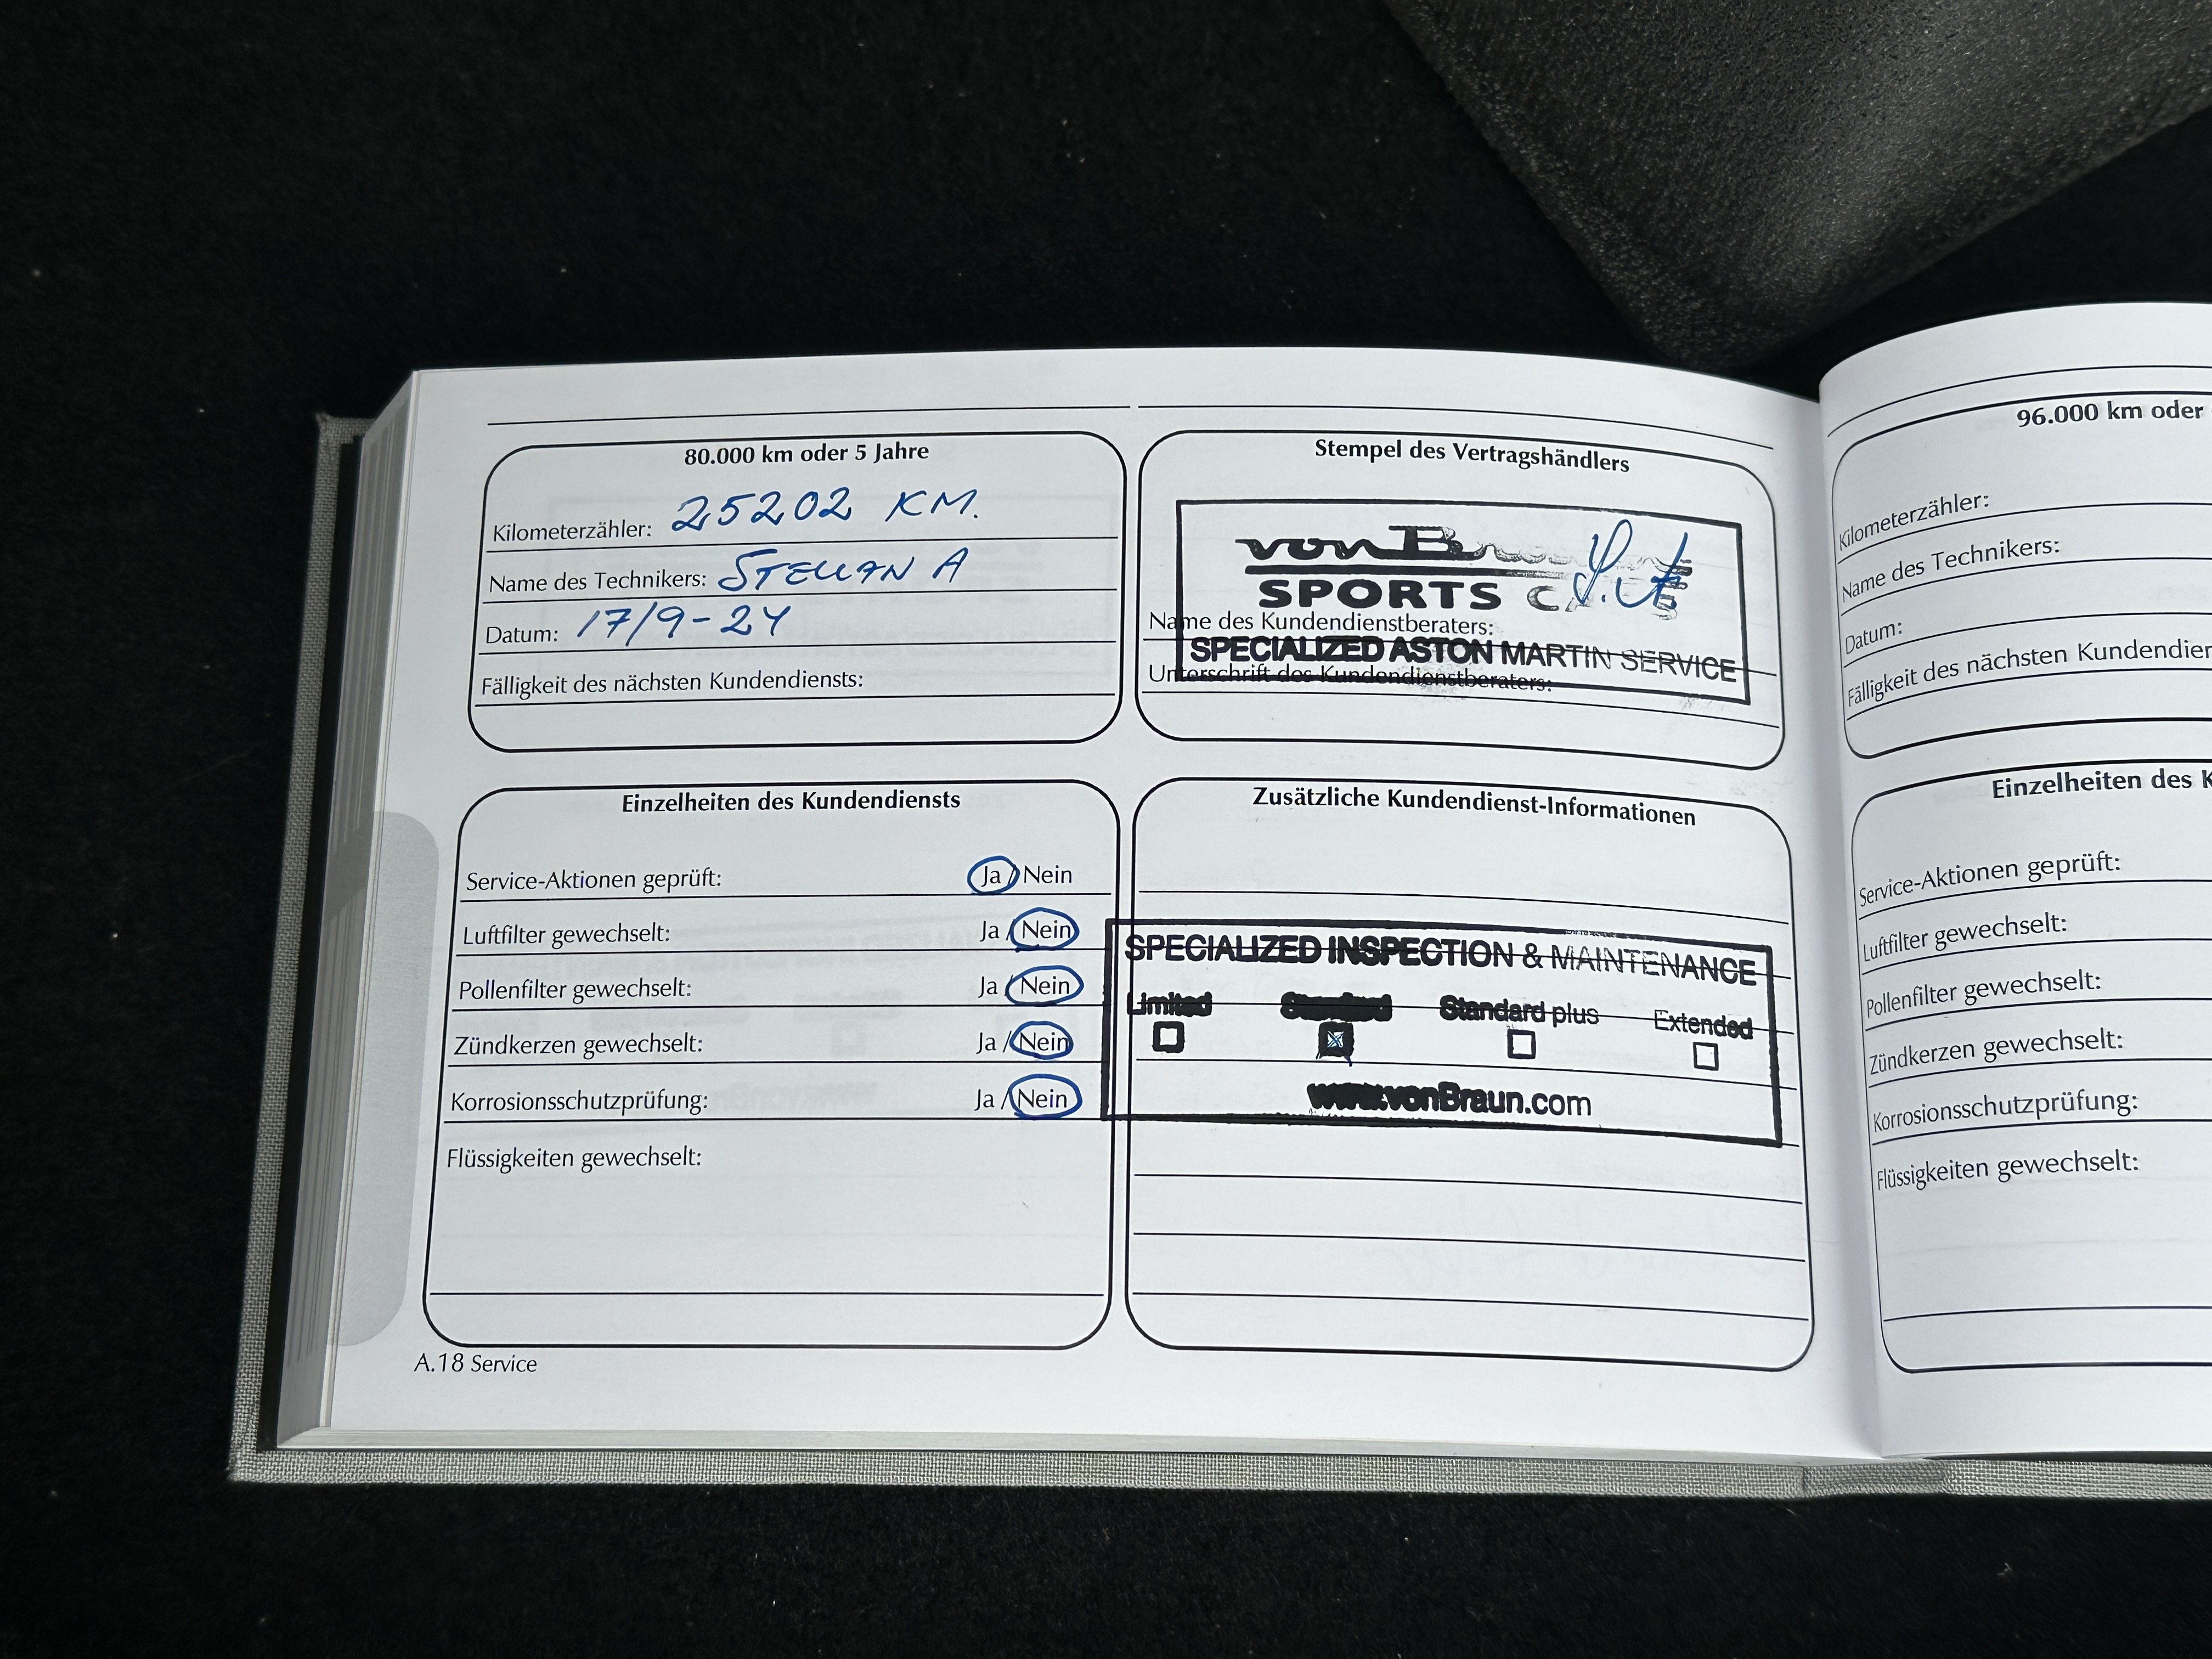 80.000 km oder 5 Jahre
Kilometerzähler: 25202 KM.
Name des Technikers: STELLAN A
Datum: 17/9-24
Fälligkeit des nächsten Kundendiensts:
Stempel des Vertragshändlers
von
SPORTS
Name des Kundendienstberaters:
SPECIALIZED ASTON MARTIN SERVICE
Unterschrift des Kundendienstberaters:
Einzelheiten des Kundendiensts
Service-Aktionen geprüft: Ja / Nein
Luftfilter gewechselt: Ja / Nein
Pollenfilter gewechselt: Ja / Nein
Zündkerzen gewechselt: Ja / Nein
Korrosionsschutzprüfung: Ja / Nein
Flüssigkeiten gewechselt:
Zusätzliche Kundendienst-Informationen
SPECIALIZED INSPECTION & MAINTENANCE
Limited Standard Standard plus Extended
www.vonBraun.com
A.18 Service
96.000 km oder
Kilometerzähler:
Name des Technikers:
Datum:
Fälligkeit des nächsten
Einzelheiten des
Service-Aktionen geprüft:
Luftfilter gewechselt:
Pollenfilter gewechselt:
Zündkerzen gewechselt:
Korrosionsschutzprüfung:
Flüssigkeiten gewechselt: